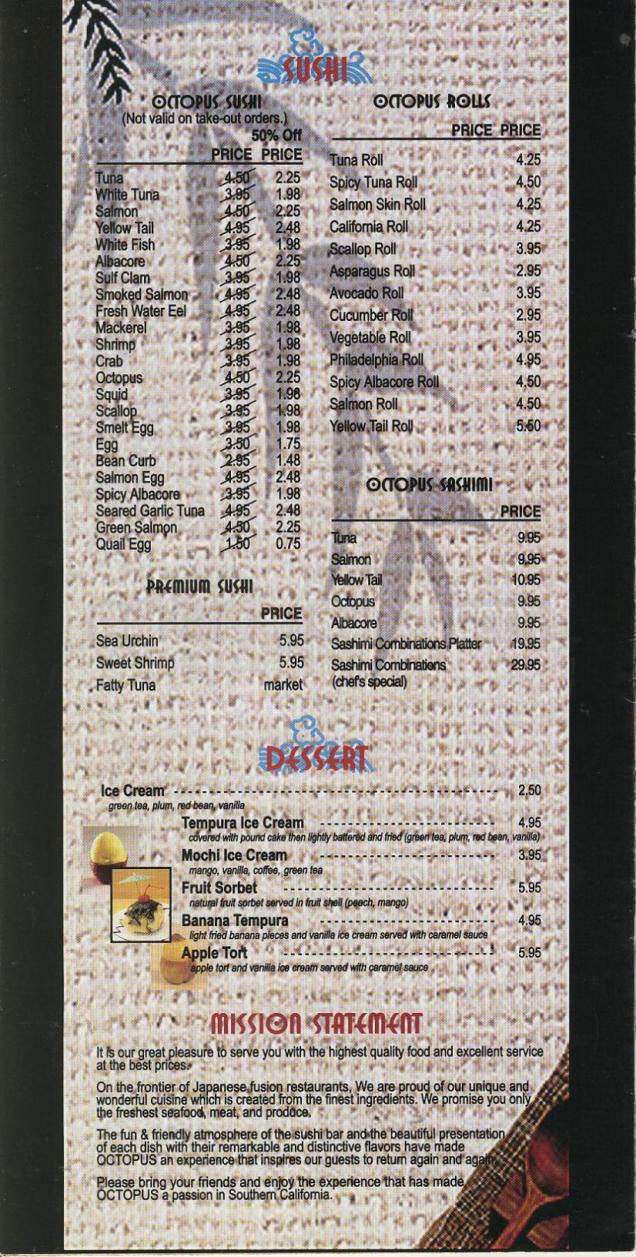 SUSHI
OCTOPUS SUSHI
(Not valid on take-out orders.)
50% Off
PRICE PRICE
Tuna 4.50 2.25
White Tuna 3.95 1.98
Salmon 4.50 2.25
Yellow Tail 4.95 2.48
White Fish 3.95 1.98
Albacore 4.50 2.25
Sulf Clam 3.95 1.98
Smoked Salmon 4.95 2.48
Fresh Water Eel 4.95 2.48
Mackerel 3.95 1.98
Shrimp 3.95 1.98
Crab 3.95 1.98
Octopus 4.50 2.25
Squid 3.95 1.98
Scallop 3.95 1.98
Smelt Egg 3.95 1.98
Egg 3.50 1.75
Bean Curb 2.95 1.48
Salmon Egg 4.95 2.48
Spicy Albacore 3.95 1.98
Seared Garlic Tuna 4.95 2.48
Green Salmon 4.50 2.25
Quail Egg 1.50 0.75
PREMIUM SUSHI
PRICE
Sea Urchin 5.95
Sweet Shrimp 5.95
Fatty Tuna market
OCTOPUS ROLLS
PRICE PRICE
Tuna Roll 4.25
Spicy Tuna Roll 4.50
Salmon Skin Roll 4.25
California Roll 4.25
Scallop Roll 3.95
Asparagus Roll 2.95
Avocado Roll 3.95
Cucumber Roll 2.95
Vegetable Roll 3.95
Philadelphia Roll 4.95
Spicy Albacore Roll 4.50
Salmon Roll 4.50
Yellow Tail Roll 5.50
OCTOPUS SASHIMI
PRICE
Tuna 9.95
Salmon 9.95
Yellow Tail 10.95
Octopus 9.95
Albacore 9.95
Sashimi Combinations Platter 19.95
Sashimi Combinations 29.95
(chef's special)
DESSERT
Ice Cream 2.50
green tea, plum, red bean, vanilla
Tempura Ice Cream 4.95
covered with pound cake then lightly battered and fried (green tea, plum, red bean, vanilla)
Mochi Ice Cream 3.95
mango, vanilla, coffee, green tea
Fruit Sorbet 5.95
natural fruit sorbet served in fruit shell (peech, mango)
Banana Tempura 4.95
light fried banana pieces and vanilla ice cream served with caramel sauce
Apple Tort 5.95
apple tort and vanilla ice cream served with caramel sauce
MISSION STATEMENT
It is our great pleasure to serve you with the highest quality food and excellent service
at the best prices.
On the frontier of Japanese fusion restaurants, We are proud of our unique and
wonderful cuisine which is created from the finest ingredients. We promise you only
the freshest seafood, meat, and produce.
The fun & friendly atmosphere of the sushi bar and the beautiful presentation
of each dish with their remarkable and distinctive flavors have made
OCTOPUS an experience that inspires our guests to return again and again.
Please bring your friends and enjoy the experience that has made
OCTOPUS a passion in Southern California.